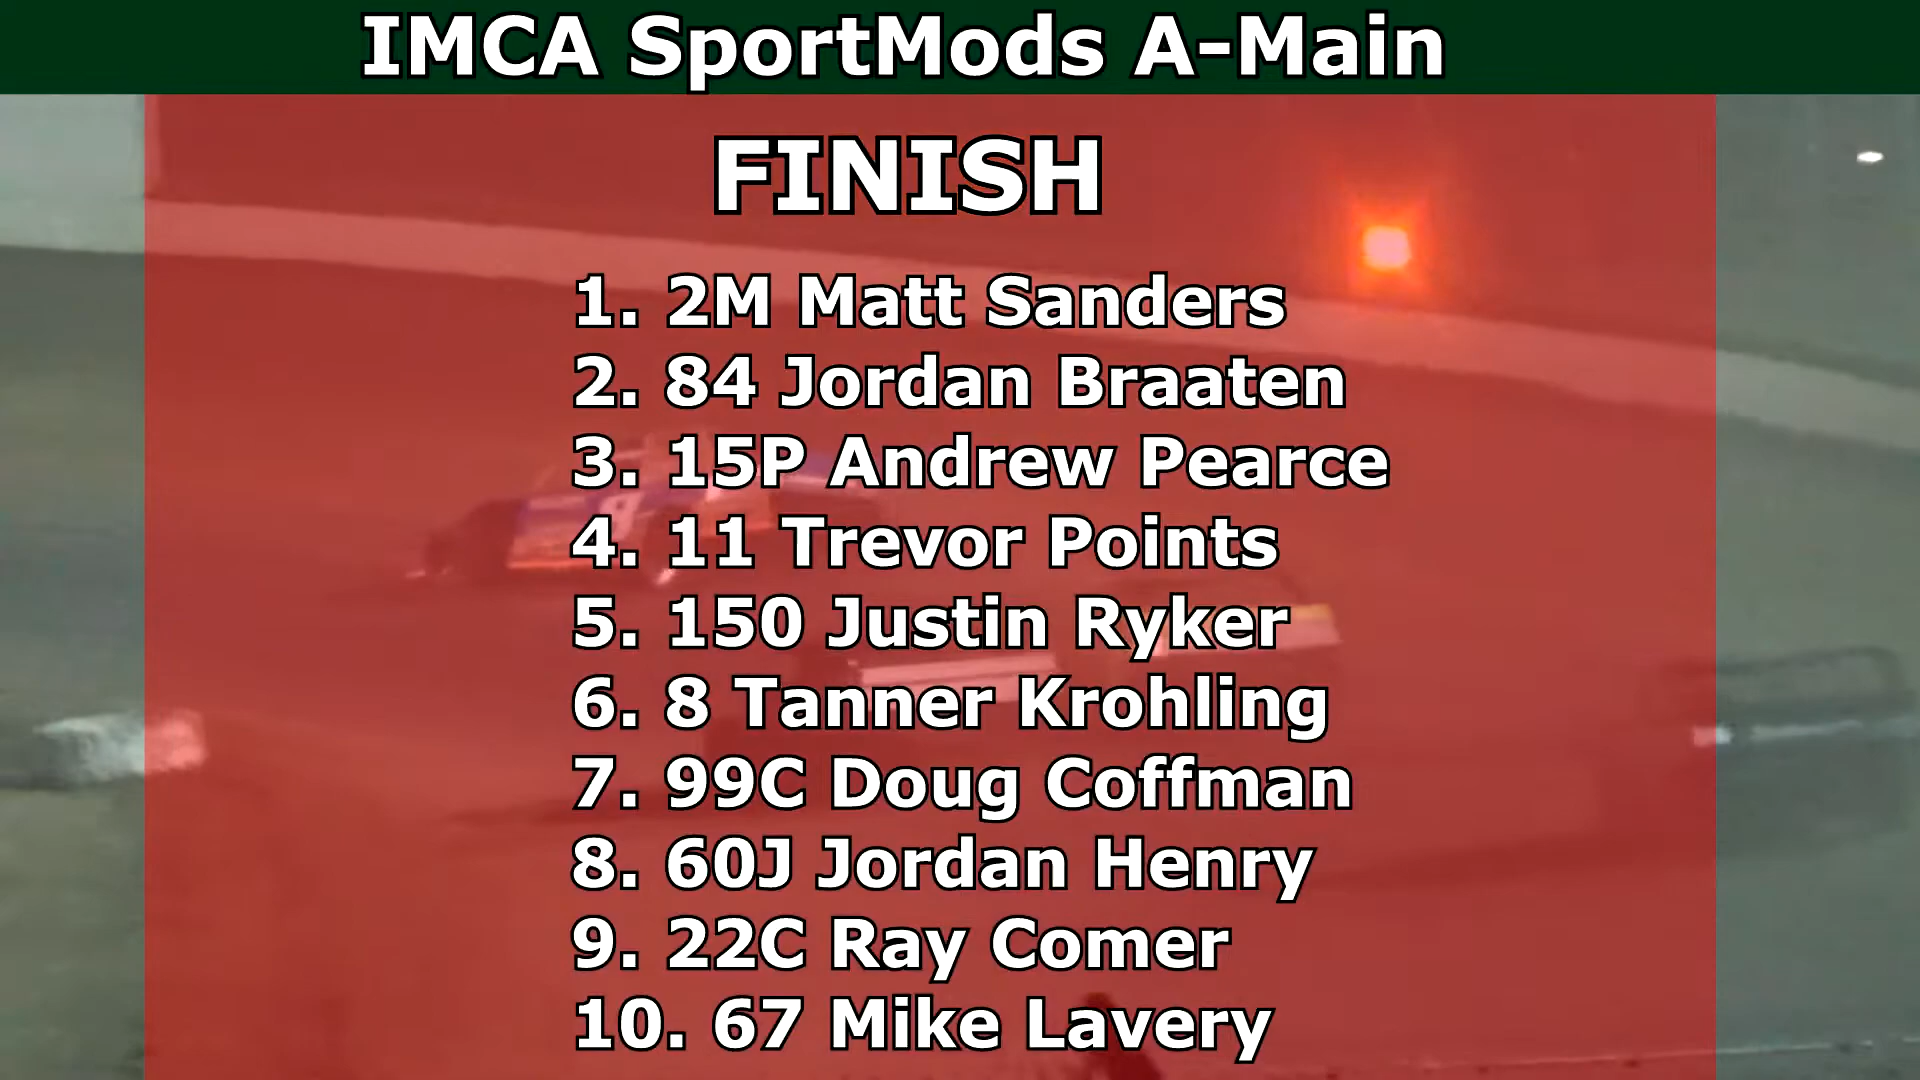 IMCA SportMods A-Main
FINISH
1. 2M Matt Sanders
2. 84 Jordan Braaten
3. 15P Andrew Pearce
4. 11 Trevor Points
5. 150 Justin Ryker
6. 8 Tanner Krohling
7. 99C Doug Coffman
8. 60J Jordan Henry
9. 22C Ray Comer
10. 67 Mike Lavery